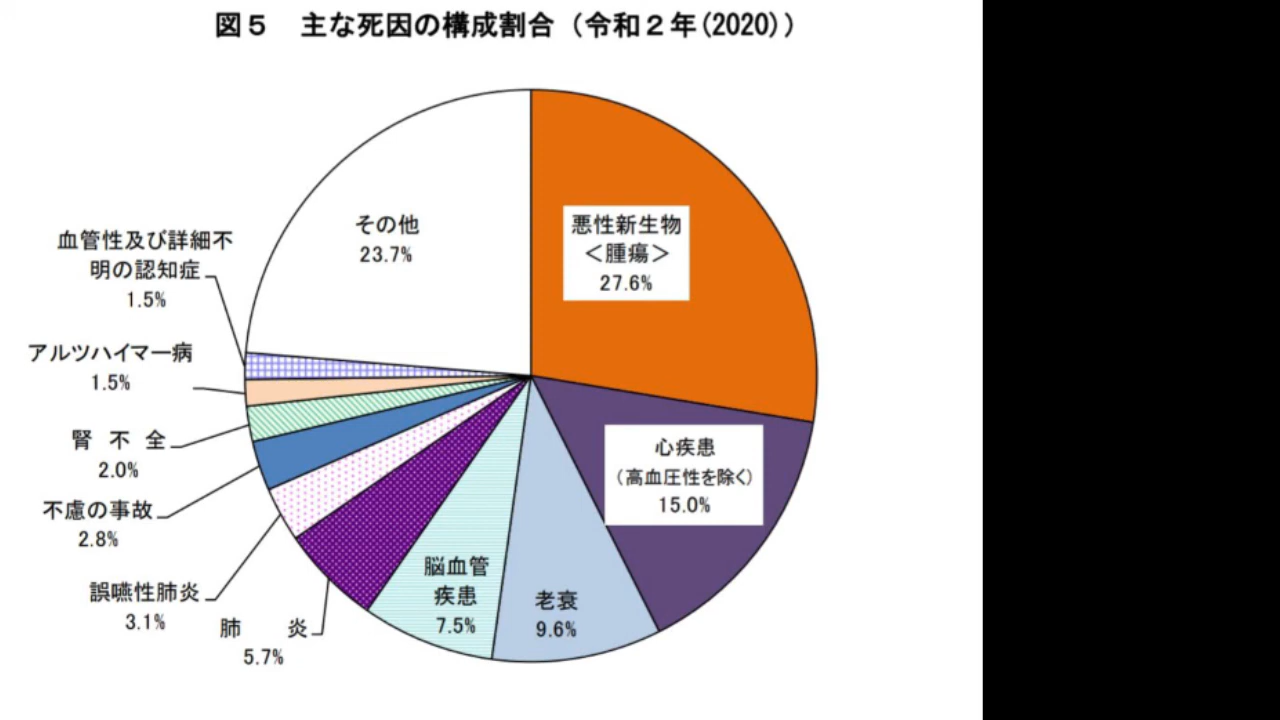 図５　主な死因の構成割合（令和２年(2020)）
その他
23.7%
悪性新生物
＜腫瘍＞
27.6%
血管性及び詳細不
明の認知症
1.5%
アルツハイマー病
1.5%
腎 不 全
2.0%
不慮の事故
2.8%
誤嚥性肺炎
3.1%
肺　　炎
5.7%
脳血管
疾患
7.5%
老衰
9.6%
心疾患
（高血圧性を除く）
15.0%